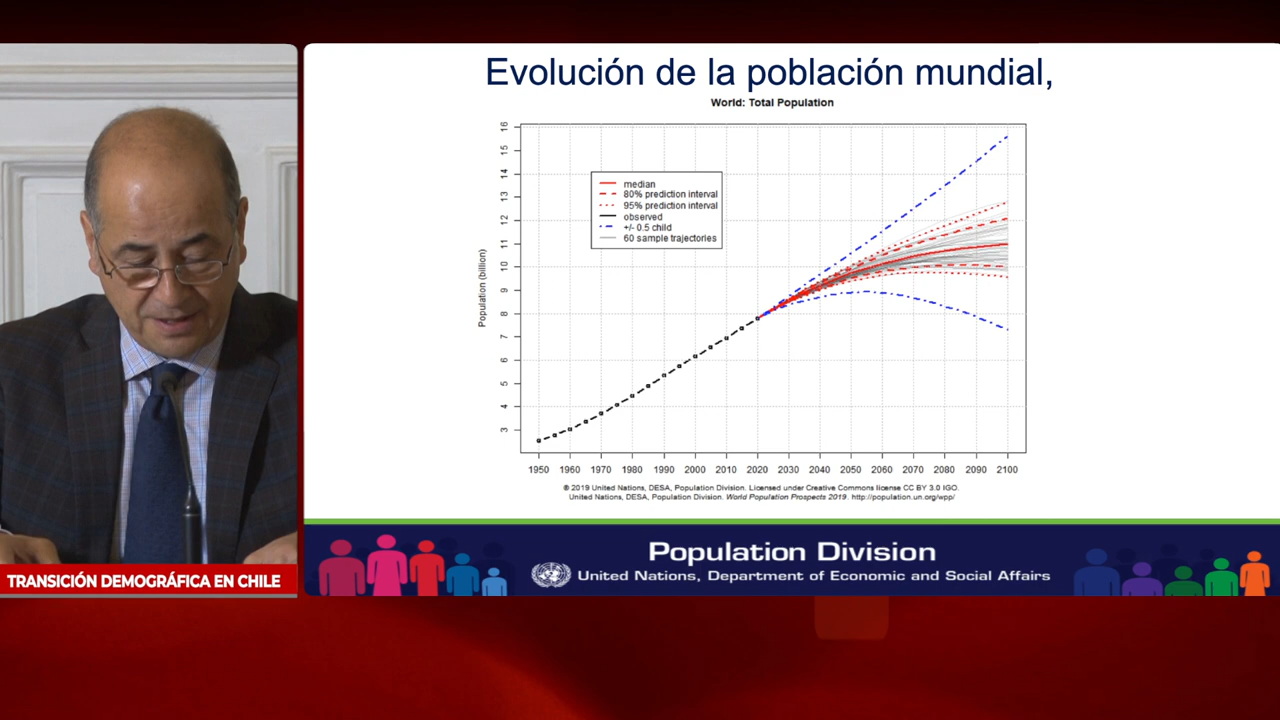 Evolución de la población mundial,
World: Total Population
Population (billion)
16
15
14
13
12
11
10
9
8
7
6
5
4
3
median
80% prediction interval
95% prediction interval
observed
+/- 0.5 child
60 sample trajectories
1950 1960 1970 1980 1990 2000 2010 2020 2030 2040 2050 2060 2070 2080 2090 2100
© 2019 United Nations, DESA, Population Division. Licensed under Creative Commons license CC BY 3.0 IGO.
United Nations, DESA, Population Division. World Population Prospects 2019. http://population.un.org/wpp/
Population Division
United Nations, Department of Economic and Social Affairs
TRANSICIÓN DEMOGRÁFICA EN CHILE